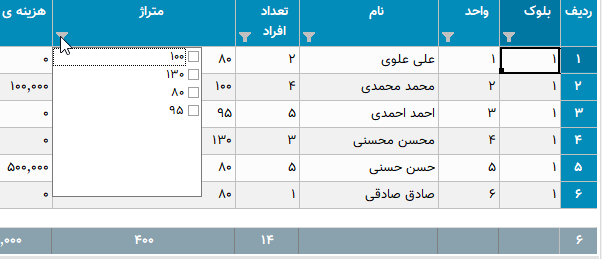 ردیف بلوک واحد نام تعداد افراد متراژ هزینه ی
۱ ۱ ۱ علی علوی ۲ ۸۰ ۰
۲ ۱ ۲ محمد محمدی ۴ ۱۰۰ ۱۰۰,۰۰۰
۳ ۱ ۳ احمد احمدی ۵ ۹۵ ۰
۴ ۱ ۴ محسن محسنی ۳ ۱۳۰ ۰
۵ ۱ ۵ حسن حسنی ۵ ۸۰ ۵۰۰,۰۰۰
۶ ۱ ۶ صادق صادقی ۱ ۸۰ ۰
۱۰۰
۱۳۰
۸۰
۹۵
۶ ۱۴ ۴۰۰ ,۰۰۰